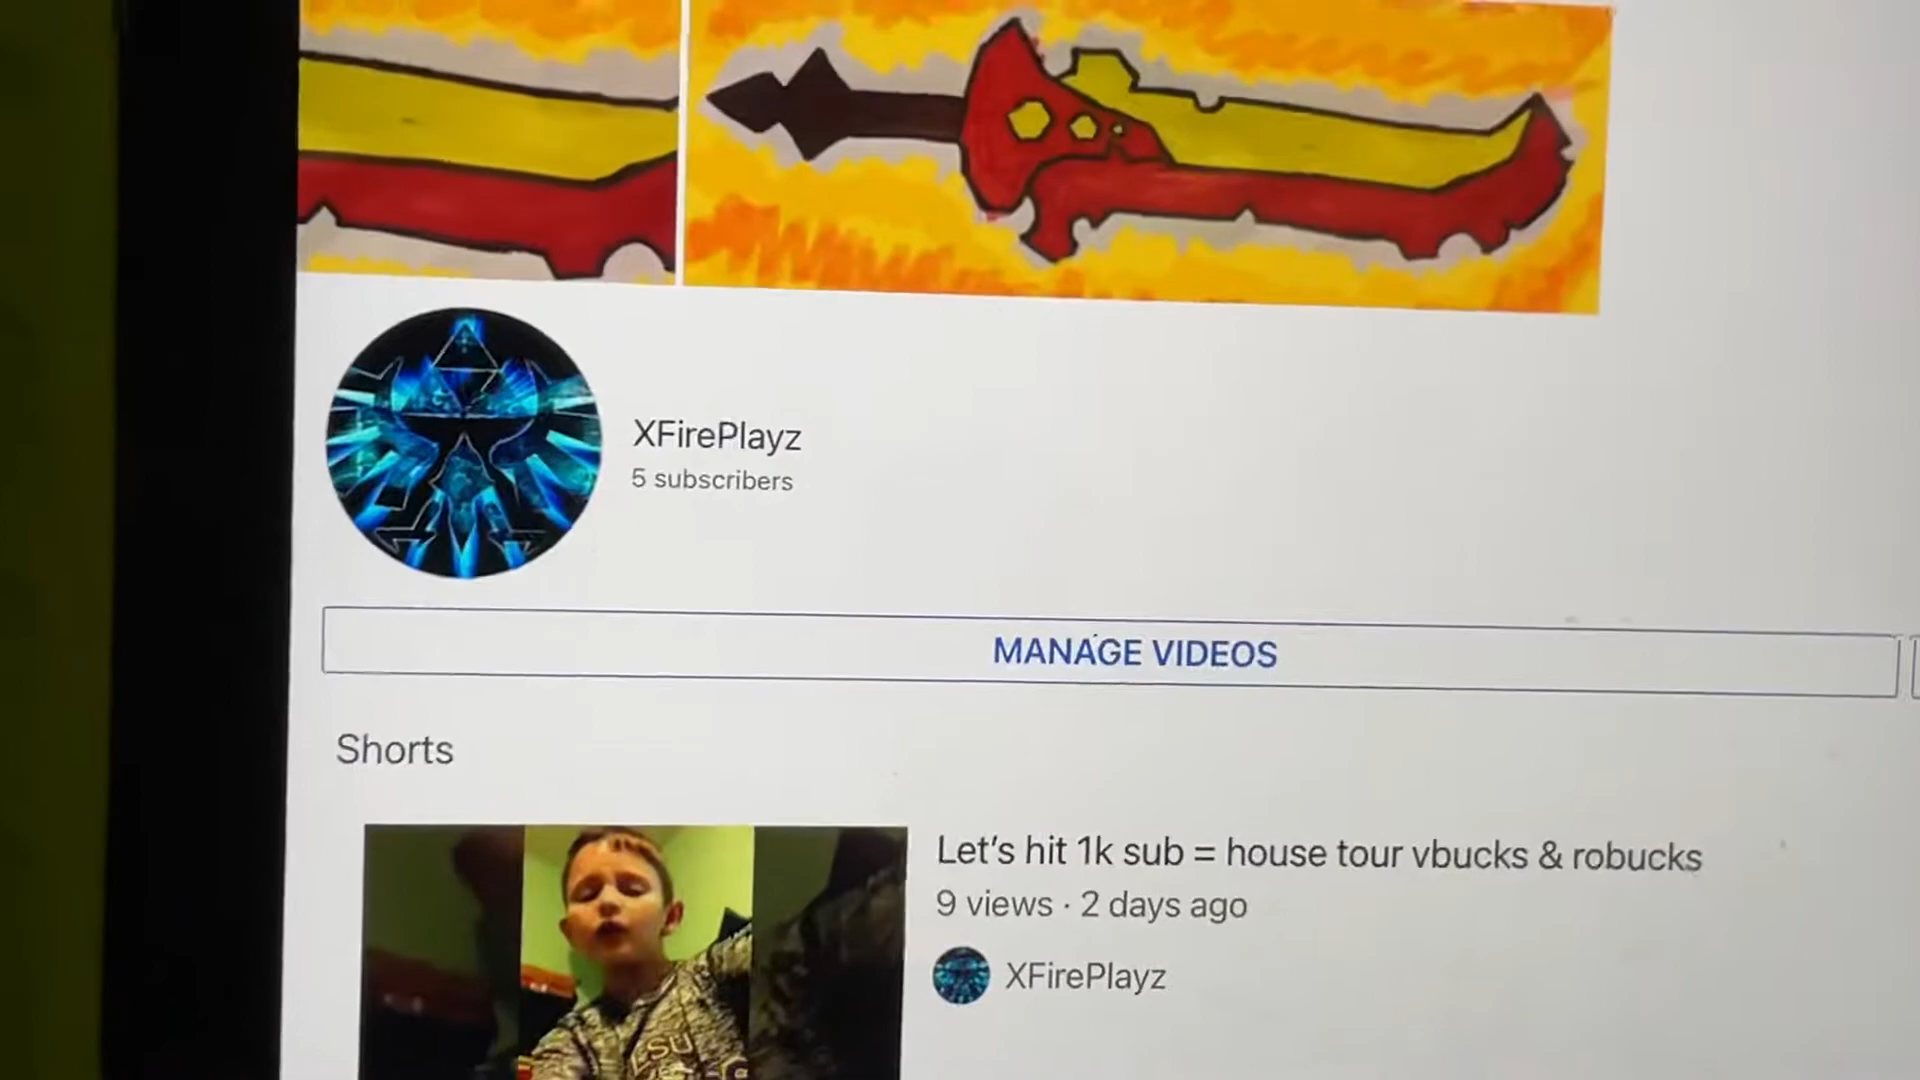 XFirePlayz
5 subscribers
MANAGE VIDEOS
Shorts
Let's hit 1k sub = house tour vbucks & robucks
9 views · 2 days ago
XFirePlayz
LSU